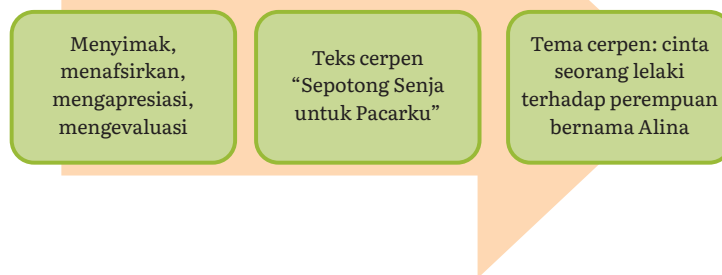 Menyimak,
menafsirkan,
mengapresiasi,
mengevaluasi
Teks cerpen
“Sepotong Senja
untuk Pacarku”
Tema cerpen: cinta
seorang lelaki
terhadap perempuan
bernama Alina